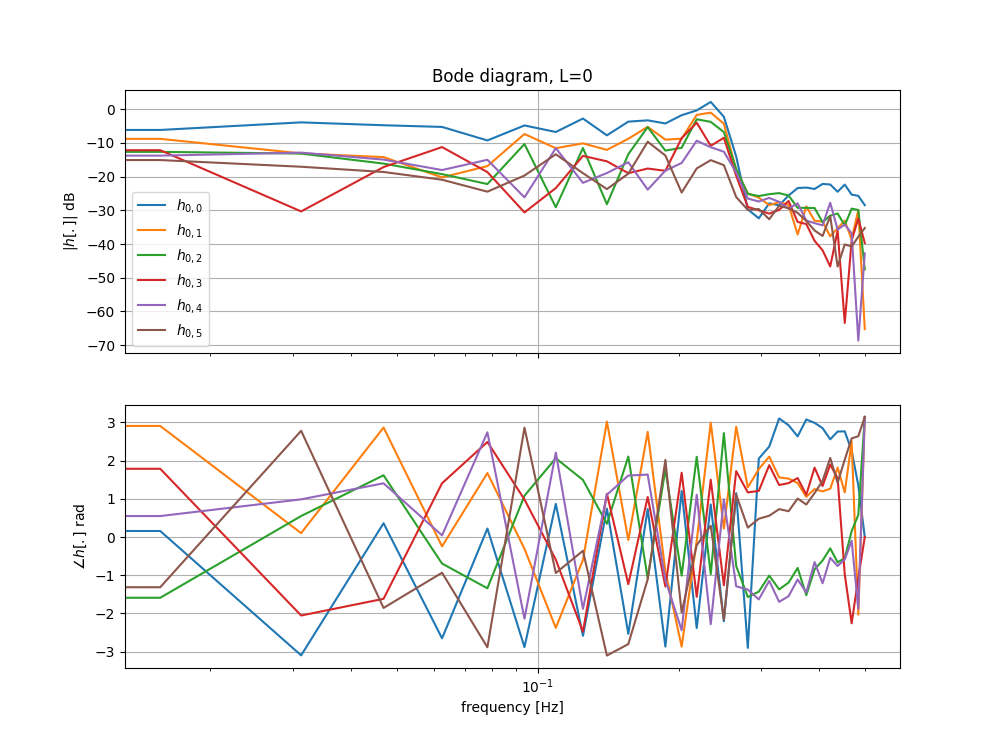 Bode diagram, L=0
|h[.]| dB
0
−10
−20
−30
−40
−50
−60
−70
h0,0
h0,1
h0,2
h0,3
h0,4
h0,5
∠h[.] rad
3
2
1
0
−1
−2
−3
10⁻¹
frequency [Hz]